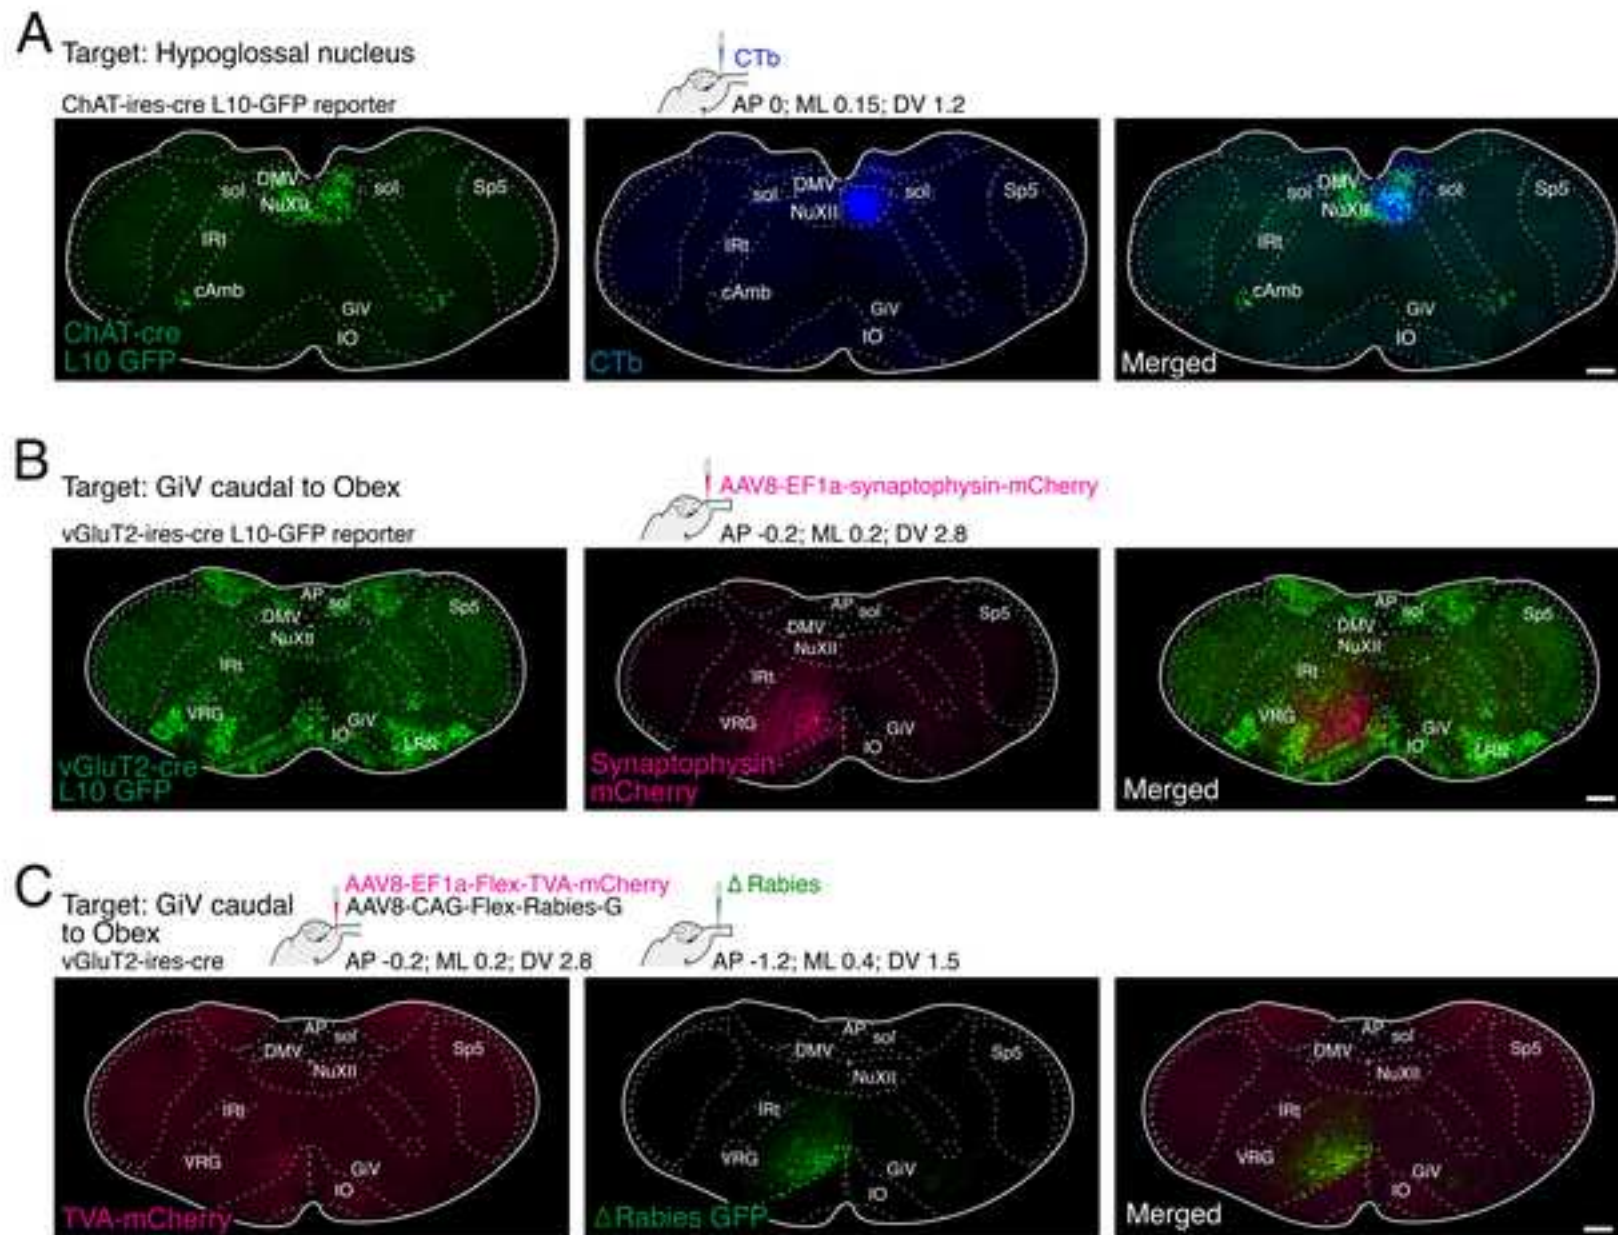 A
Target: Hypoglossal nucleus
CTb
ChAT-ires-cre L10-GFP reporter
AP 0; ML 0.15; DV 1.2
DMV
sol
sol
Sp5
NuXII
IRt
cAmb
GiV
IO
ChAT-cre
L10 GFP
DMV
sol
sol
Sp5
NuXII
IRt
cAmb
GiV
IO
CTb
DMV
sol
sol
Sp5
NuXII
IRt
cAmb
GiV
IO
Merged
B
Target: GiV caudal to Obex
AAV8-EF1a-synaptophysin-mCherry
vGluT2-ires-cre L10-GFP reporter
AP -0.2; ML 0.2; DV 2.8
AP
sol
Sp5
DMV
NuXII
IRt
VRG
GiV
IO
LRN
vGluT2-cre
L10 GFP
AP
sol
Sp5
DMV
NuXII
IRt
VRG
GiV
IO
Synaptophysin
mCherry
AP
sol
Sp5
DMV
NuXII
IRt
VRG
GiV
IO
LRN
Merged
C
Target: GiV caudal
to Obex
vGluT2-ires-cre
AAV8-EF1a-Flex-TVA-mCherry
AAV8-CAG-Flex-Rabies-G
AP -0.2; ML 0.2; DV 2.8
Δ Rabies
AP -1.2; ML 0.4; DV 1.5
AP
sol
DMV
Sp5
NuXII
IRt
VRG
GiV
IO
TVA-mCherry
AP
sol
DMV
Sp5
NuXII
IRt
VRG
GiV
IO
Δ Rabies GFP
AP
sol
DMV
Sp5
NuXII
IRt
VRG
GiV
IO
Merged